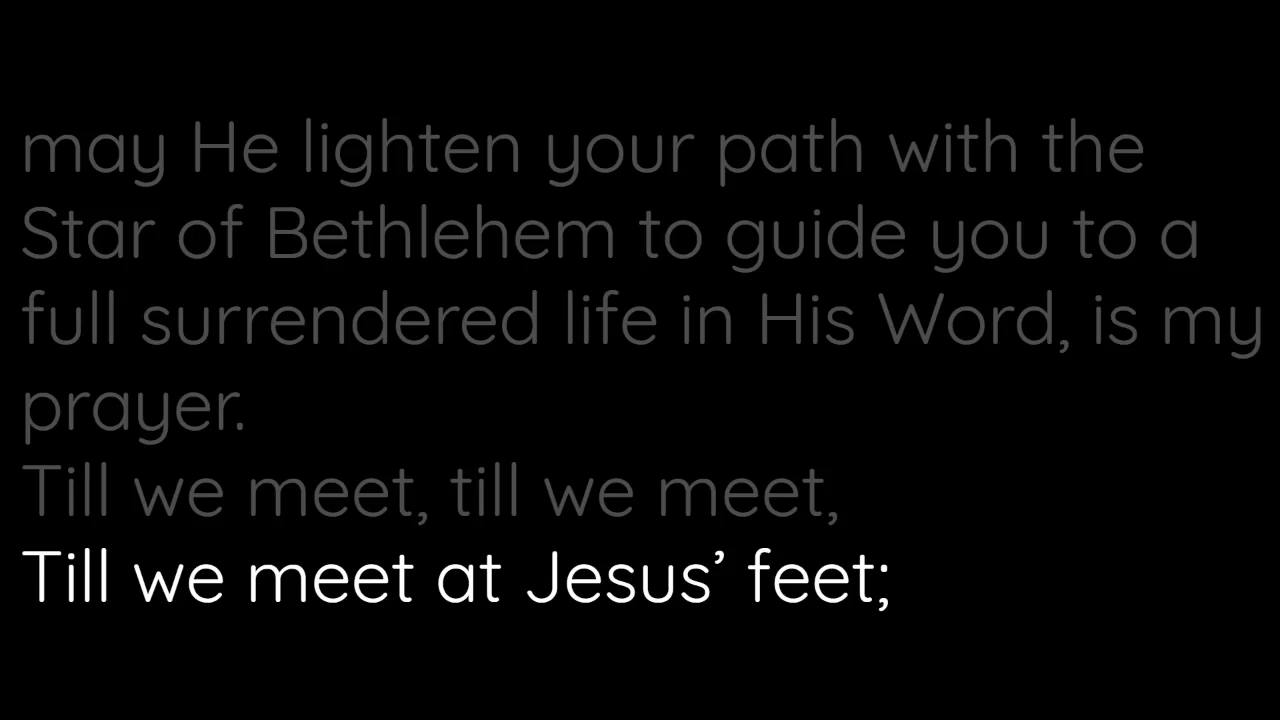 may He lighten your path with the
Star of Bethlehem to guide you to a
full surrendered life in His Word, is my
prayer.
Till we meet, till we meet,
Till we meet at Jesus’ feet;